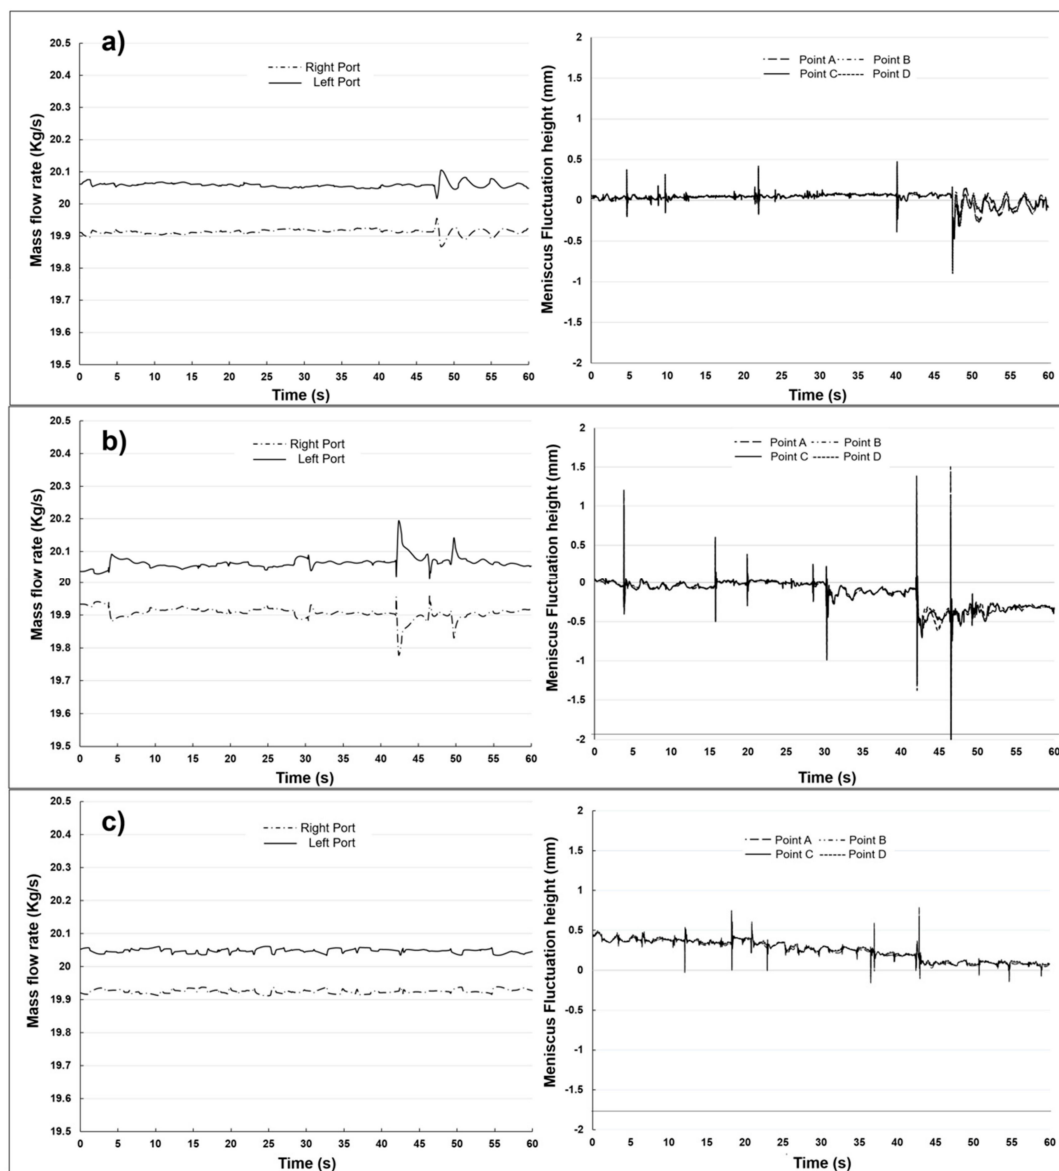 a)
Mass flow rate (Kg/s)
20.5
20.4
20.3
20.2
20.1
20
19.9
19.8
19.7
19.6
19.5
Right Port
Left Port
0 5 10 15 20 25 30 35 40 45 50 55 60
Time (s)
Meniscus Fluctuation height (mm)
2
1.5
1
0.5
0
-0.5
-1
-1.5
-2
Point A Point B
Point C Point D
0 5 10 15 20 25 30 35 40 45 50 55 60
Time (s)
b)
Mass flow rate (Kg/s)
20.5
20.4
20.3
20.2
20.1
20
19.9
19.8
19.7
19.6
19.5
Right Port
Left Port
0 5 10 15 20 25 30 35 40 45 50 55 60
Time (s)
Meniscus Fluctuation height (mm)
2
1.5
1
0.5
0
-0.5
-1
-1.5
-2
Point A Point B
Point C Point D
0 5 10 15 20 25 30 35 40 45 50 55 60
Time (s)
c)
Mass flow rate (Kg/s)
20.5
20.4
20.3
20.2
20.1
20
19.9
19.8
19.7
19.6
19.5
Right Port
Left Port
0 5 10 15 20 25 30 35 40 45 50 55 60
Time (s)
Meniscus Fluctuation height (mm)
2
1.5
1
0.5
0
-0.5
-1
-1.5
-2
Point A Point B
Point C Point D
0 5 10 15 20 25 30 35 40 45 50 55 60
Time (s)